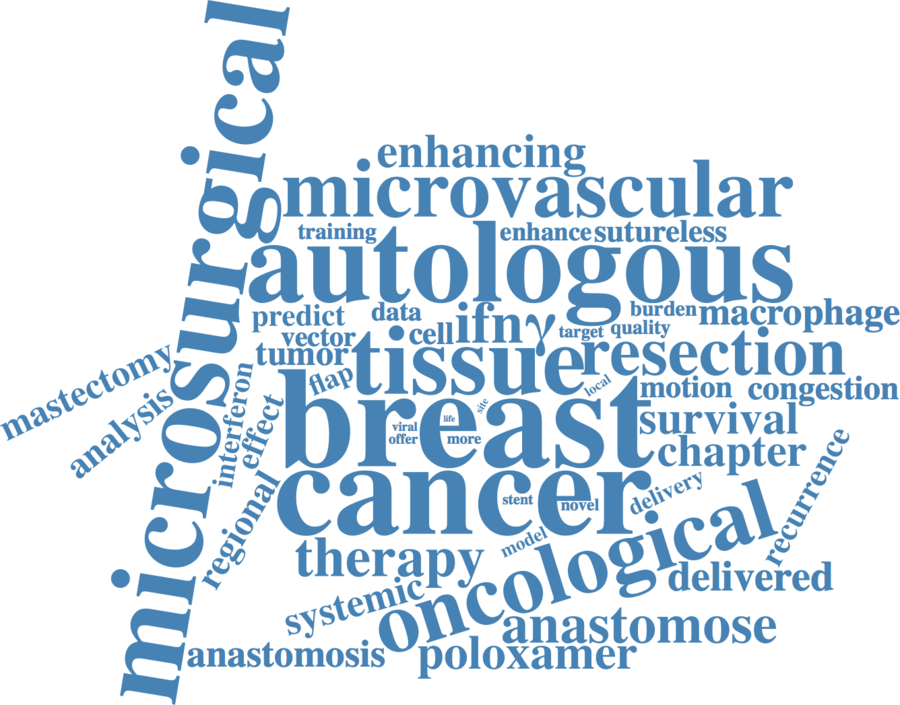 microsurgical
enhancing
microvascular
training
enhance
sutureless
autologous
predict
data
burden
macrophage
vector
cell
ifn
γ
target
quality
tumor
tissue
resection
mastectomy
flap
local
motion
congestion
analysis
interferon
effect
breast
viral
life
site
offer
more
survival
chapter
cancer
stent
novel
delivery
recurrence
regional
therapy
model
oncological
delivered
systemic
anastomose
anastomosis
poloxamer